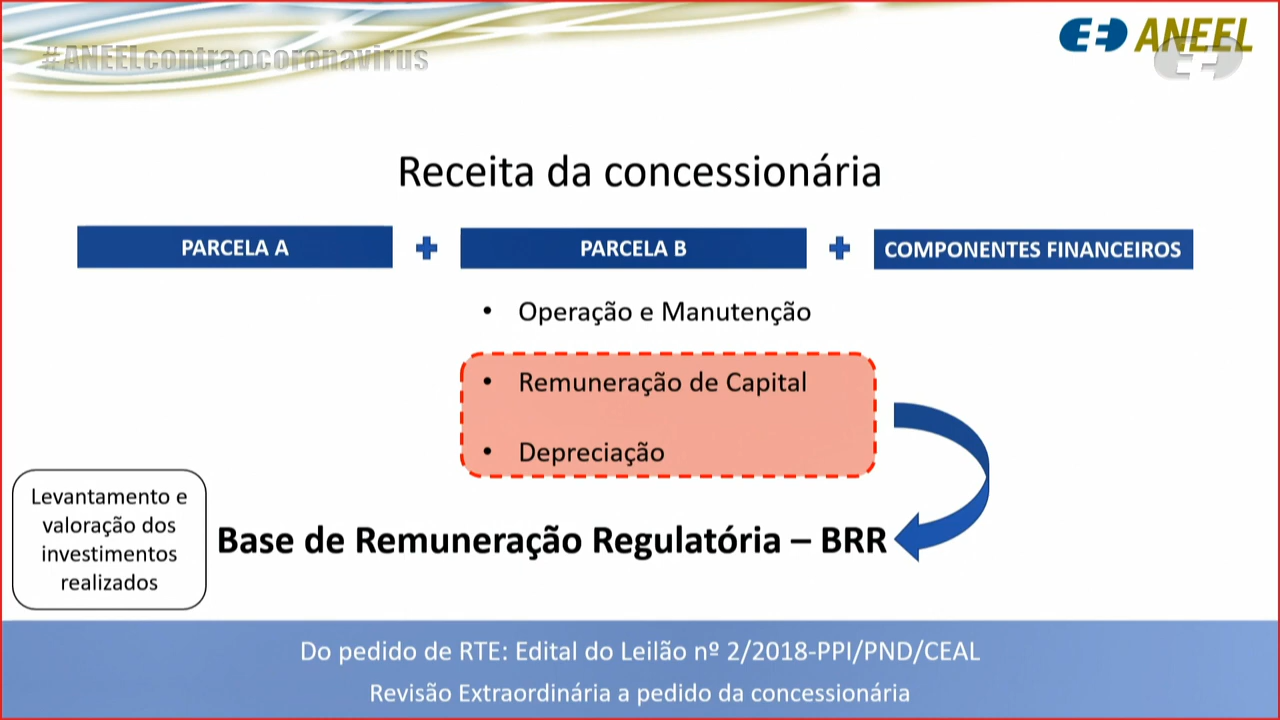 #ANEELcontraocoronavirus
ANEEL
Receita da concessionária
PARCELA A + PARCELA B + COMPONENTES FINANCEIROS
• Operação e Manutenção
• Remuneração de Capital
• Depreciação
Levantamento e
valoração dos
investimentos
realizados
Base de Remuneração Regulatória – BRR
Do pedido de RTE: Edital do Leilão nº 2/2018-PPI/PND/CEAL
Revisão Extraordinária a pedido da concessionária